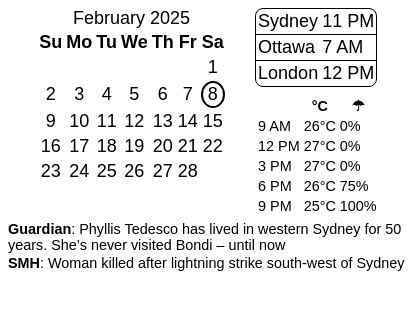 February 2025
Su Mo Tu We Th Fr Sa
1
2 3 4 5 6 7 8
9 10 11 12 13 14 15
16 17 18 19 20 21 22
23 24 25 26 27 28
Sydney 11 PM
Ottawa 7 AM
London 12 PM
°C ☂
9 AM 26°C 0%
12 PM 27°C 0%
3 PM 27°C 0%
6 PM 26°C 75%
9 PM 25°C 100%
Guardian: Phyllis Tedesco has lived in western Sydney for 50
years. She’s never visited Bondi – until now
SMH: Woman killed after lightning strike south-west of Sydney